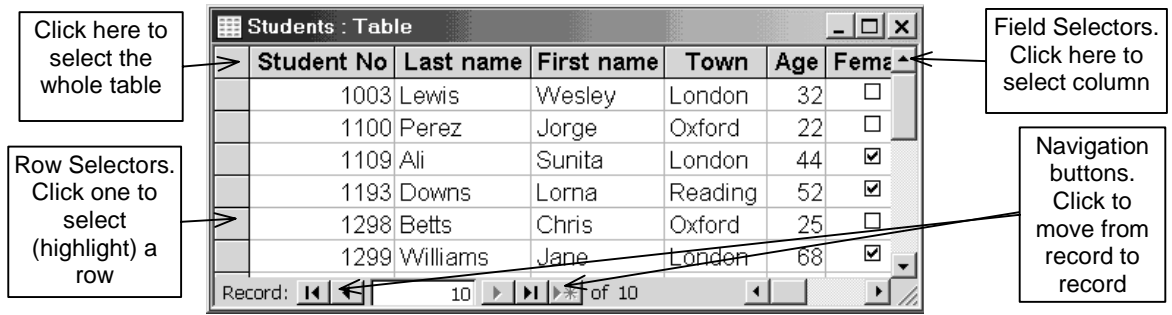 Click here to
select the
whole table
Row Selectors.
Click one to
select
(highlight) a
row
Students : Table
Student No Last name First name Town Age Fema
1003 Lewis Wesley London 32
1100 Perez Jorge Oxford 22
1109 Ali Sunita London 44
1193 Downs Lorna Reading 52
1298 Betts Chris Oxford 25
1299 Williams Jane London 68
Record: 10 of 10
Field Selectors.
Click here to
select column
Navigation
buttons.
Click to
move from
record to
record